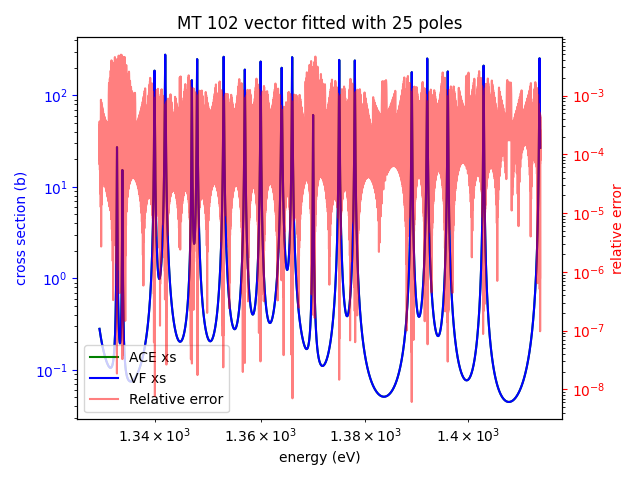 MT 102 vector fitted with 25 poles
cross section (b)
10²
10¹
10⁰
10⁻¹
10⁻³
10⁻⁴
10⁻⁵
10⁻⁶
10⁻⁷
10⁻⁸
relative error
ACE xs
VF xs
Relative error
1.34 × 10³ 1.36 × 10³ 1.38 × 10³ 1.4 × 10³
energy (eV)